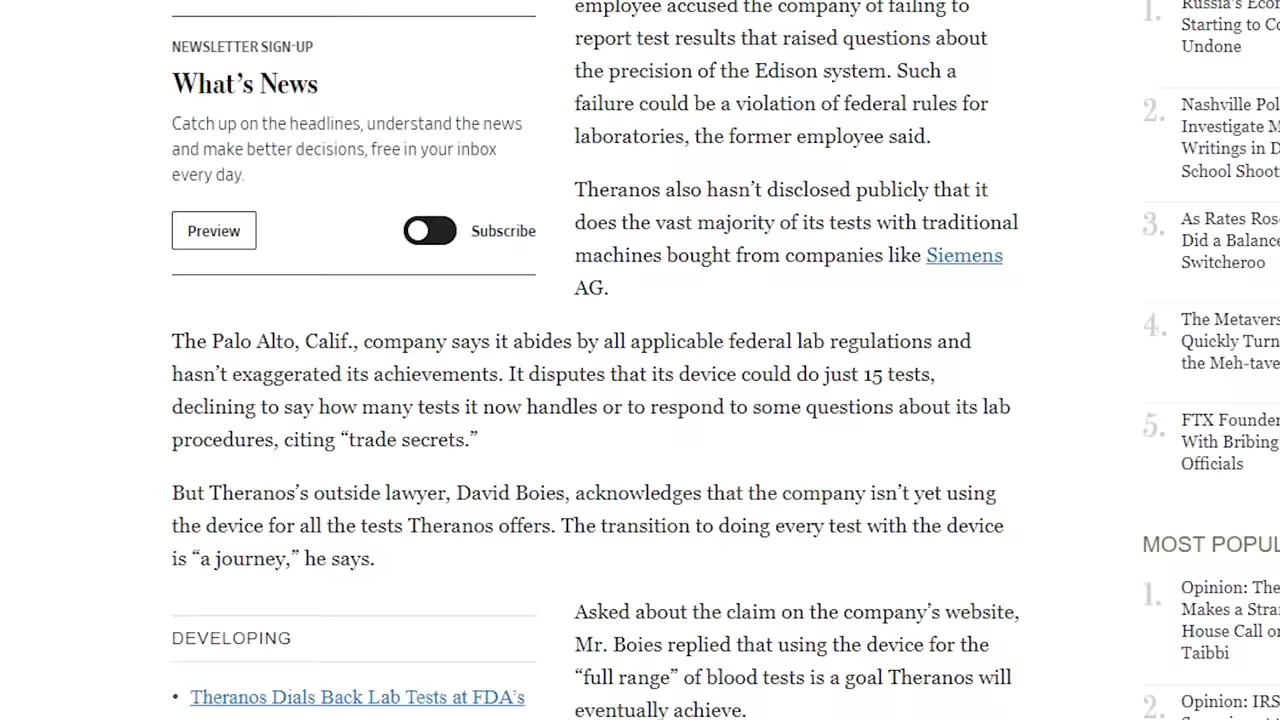 employee accused the company of failing to
report test results that raised questions about
the precision of the Edison system. Such a
failure could be a violation of federal rules for
laboratories, the former employee said.
NEWSLETTER SIGN-UP
What’s News
Catch up on the headlines, understand the news
and make better decisions, free in your inbox
every day.
Preview
Subscribe
Theranos also hasn’t disclosed publicly that it
does the vast majority of its tests with traditional
machines bought from companies like Siemens
AG.
The Palo Alto, Calif., company says it abides by all applicable federal lab regulations and
hasn’t exaggerated its achievements. It disputes that its device could do just 15 tests,
declining to say how many tests it now handles or to respond to some questions about its lab
procedures, citing “trade secrets.”
But Theranos’s outside lawyer, David Boies, acknowledges that the company isn’t yet using
the device for all the tests Theranos offers. The transition to doing every test with the device
is “a journey,” he says.
DEVELOPING
• Theranos Dials Back Lab Tests at FDA’s
Asked about the claim on the company’s website,
Mr. Boies replied that using the device for the
“full range” of blood tests is a goal Theranos will
eventually achieve.
1. Russia’s Econ
Starting to Co
Undone
2. Nashville Pol
Investigate M
Writings in D
School Shoot
3. As Rates Ros
Did a Balance
Switcheroo
4. The Metavers
Quickly Turn
the Meh-tave
5. FTX Founder
With Bribing
Officials
MOST POPUL
1. Opinion: The
Makes a Stra
House Call o
Taibbi
2. Opinion: IRS